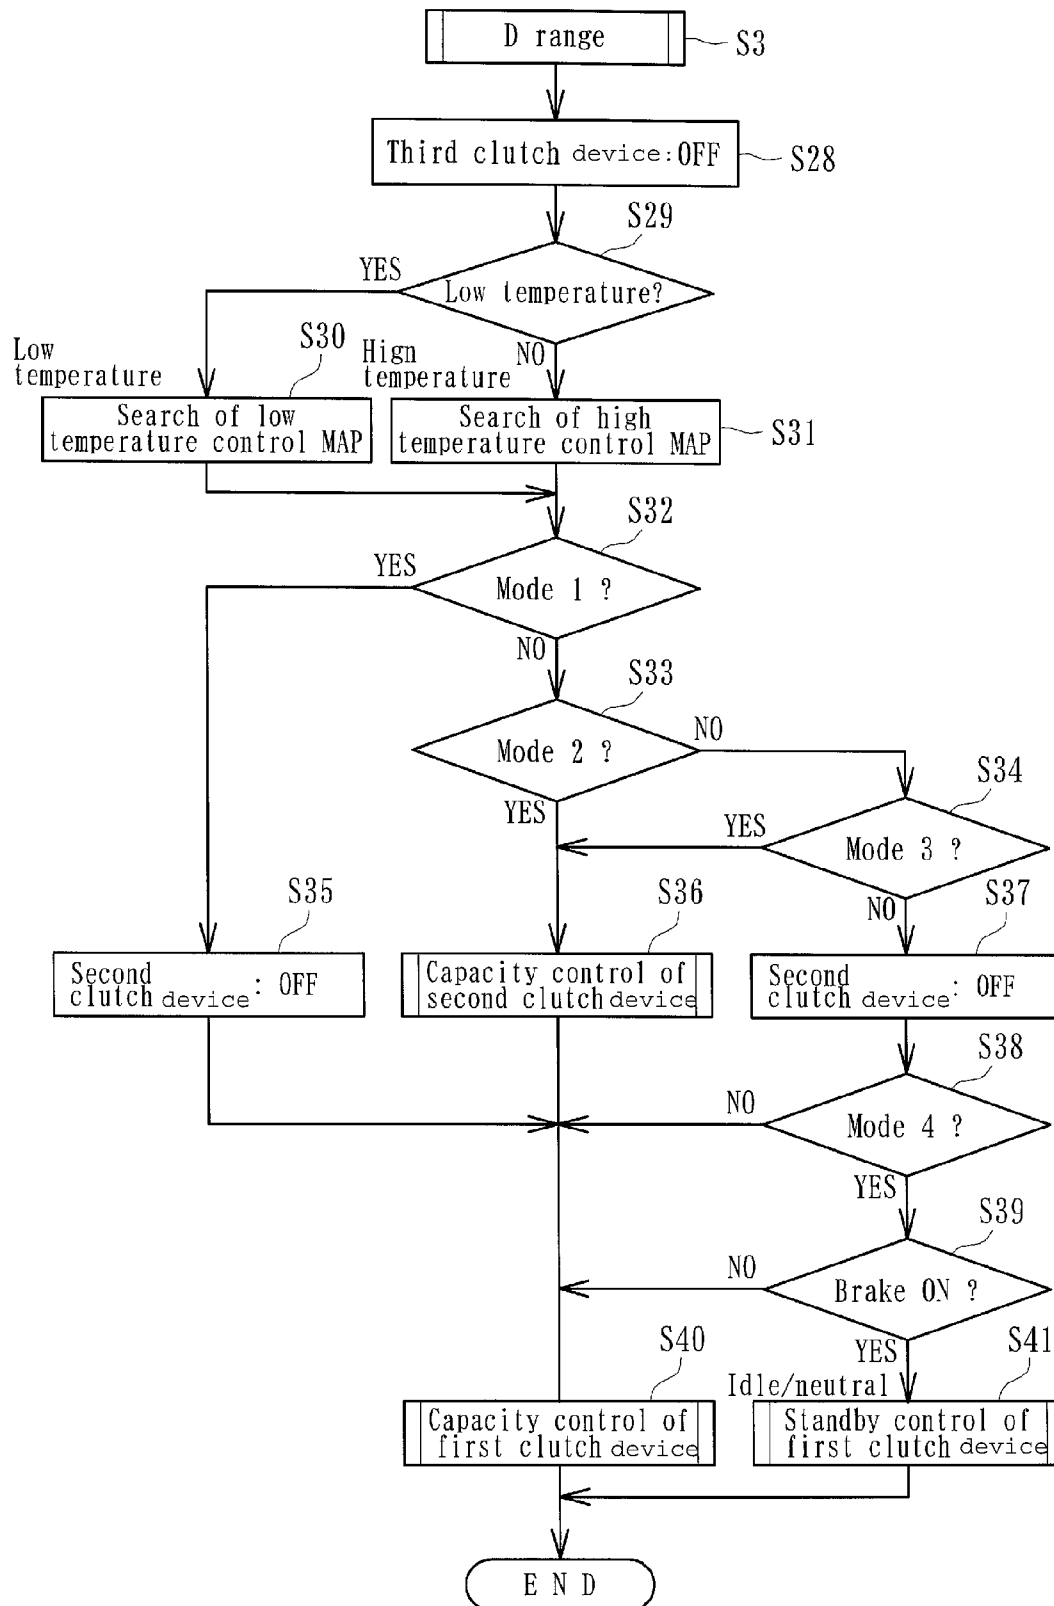 D range
S3
Third clutch device: OFF
S28
S29
YES
Low temperature?
NO
Low
temperature
S30
Hign
temperature
Search of low
temperature control MAP
Search of high
temperature control MAP
S31
S32
YES
Mode 1 ?
NO
S33
Mode 2 ?
NO
YES
S34
YES
Mode 3 ?
NO
S35
S36
S37
Second
clutch device : OFF
Capacity control of
second clutch device
Second
clutch device : OFF
S38
NO
Mode 4 ?
YES
S39
NO
Brake ON ?
YES
S40
S41
Idle/neutral
Capacity control of
first clutch device
Standby control of
first clutch device
E N D